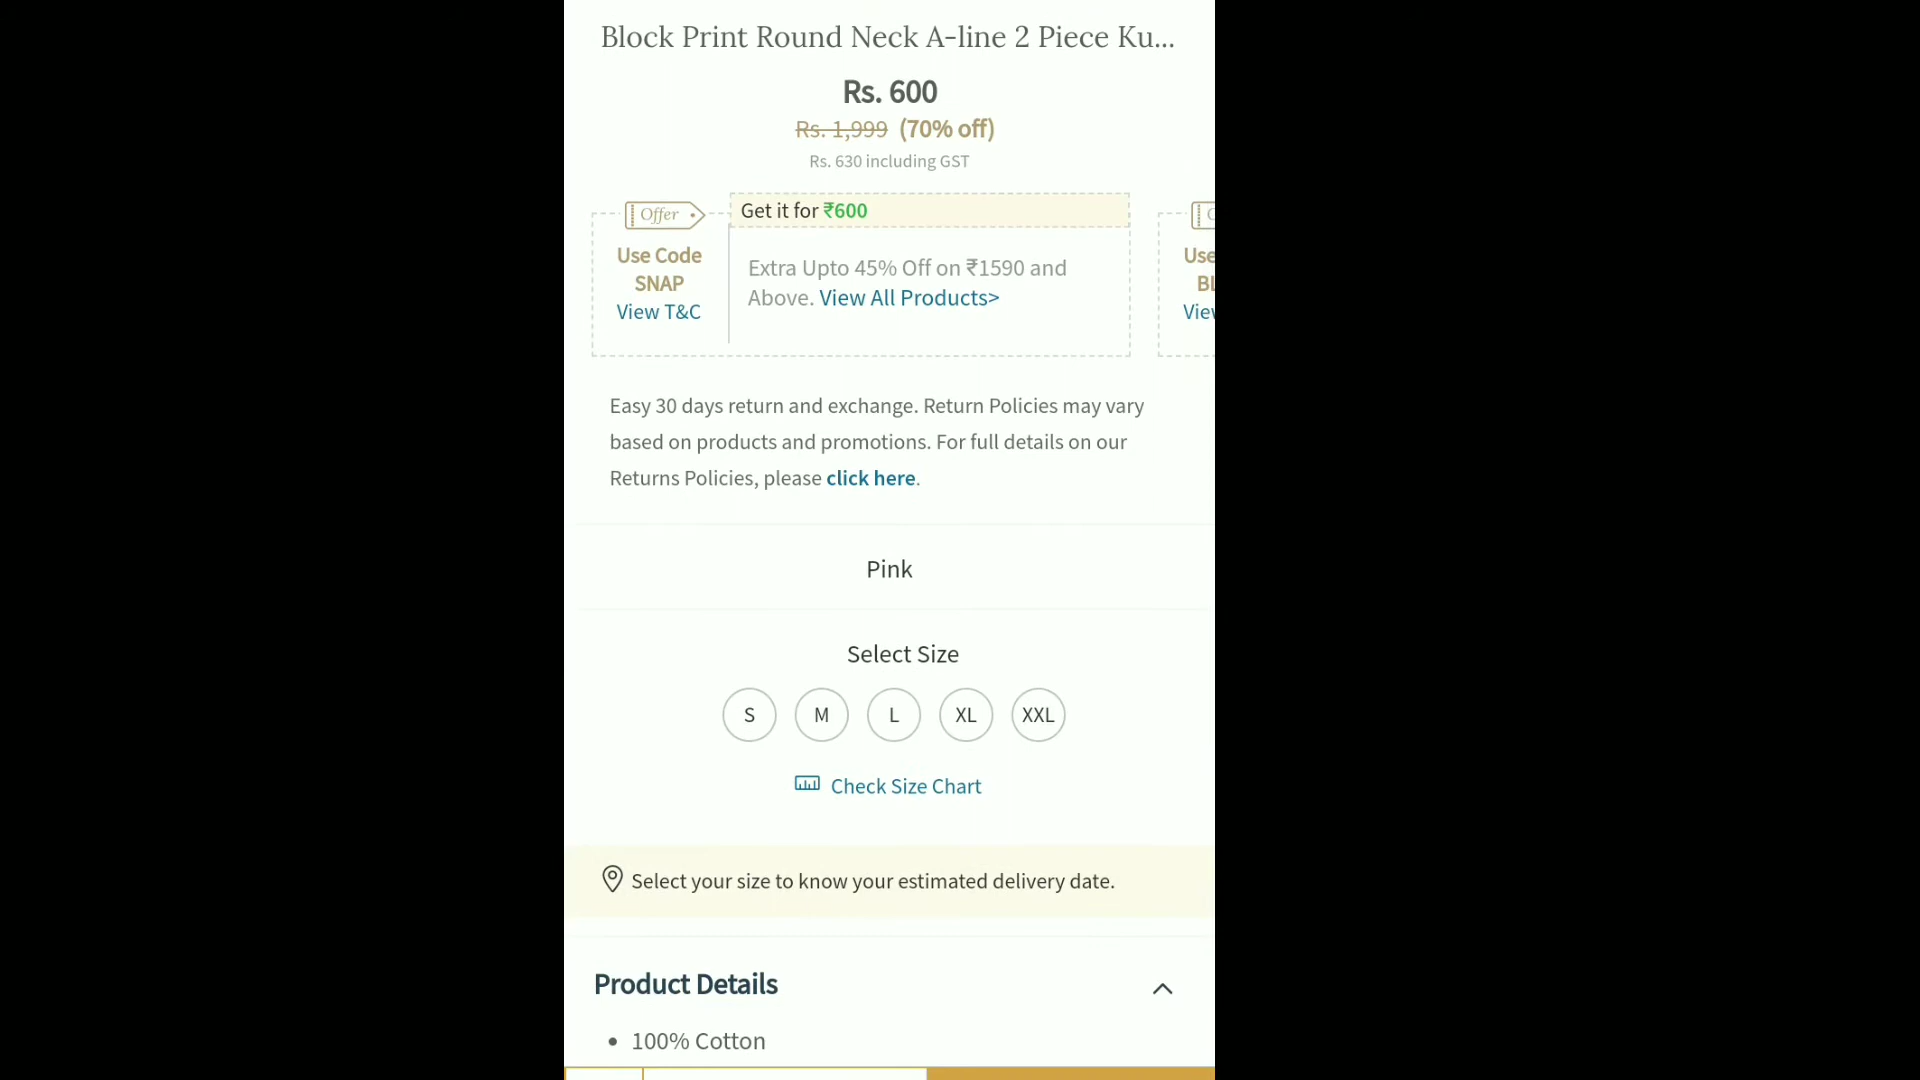 Block Print Round Neck A-line 2 Piece Ku...
Rs. 600
Rs. 1,999 (70% off)
Rs. 630 including GST
Offer
Use Code
SNAP
View T&C
Get it for ₹600
Extra Upto 45% Off on ₹1590 and
Above. View All Products>
Use
Easy 30 days return and exchange. Return Policies may vary
based on products and promotions. For full details on our
Returns Policies, please click here.
Pink
Select Size
S M L XL XXL
Check Size Chart
Select your size to know your estimated delivery date.
Product Details
• 100% Cotton